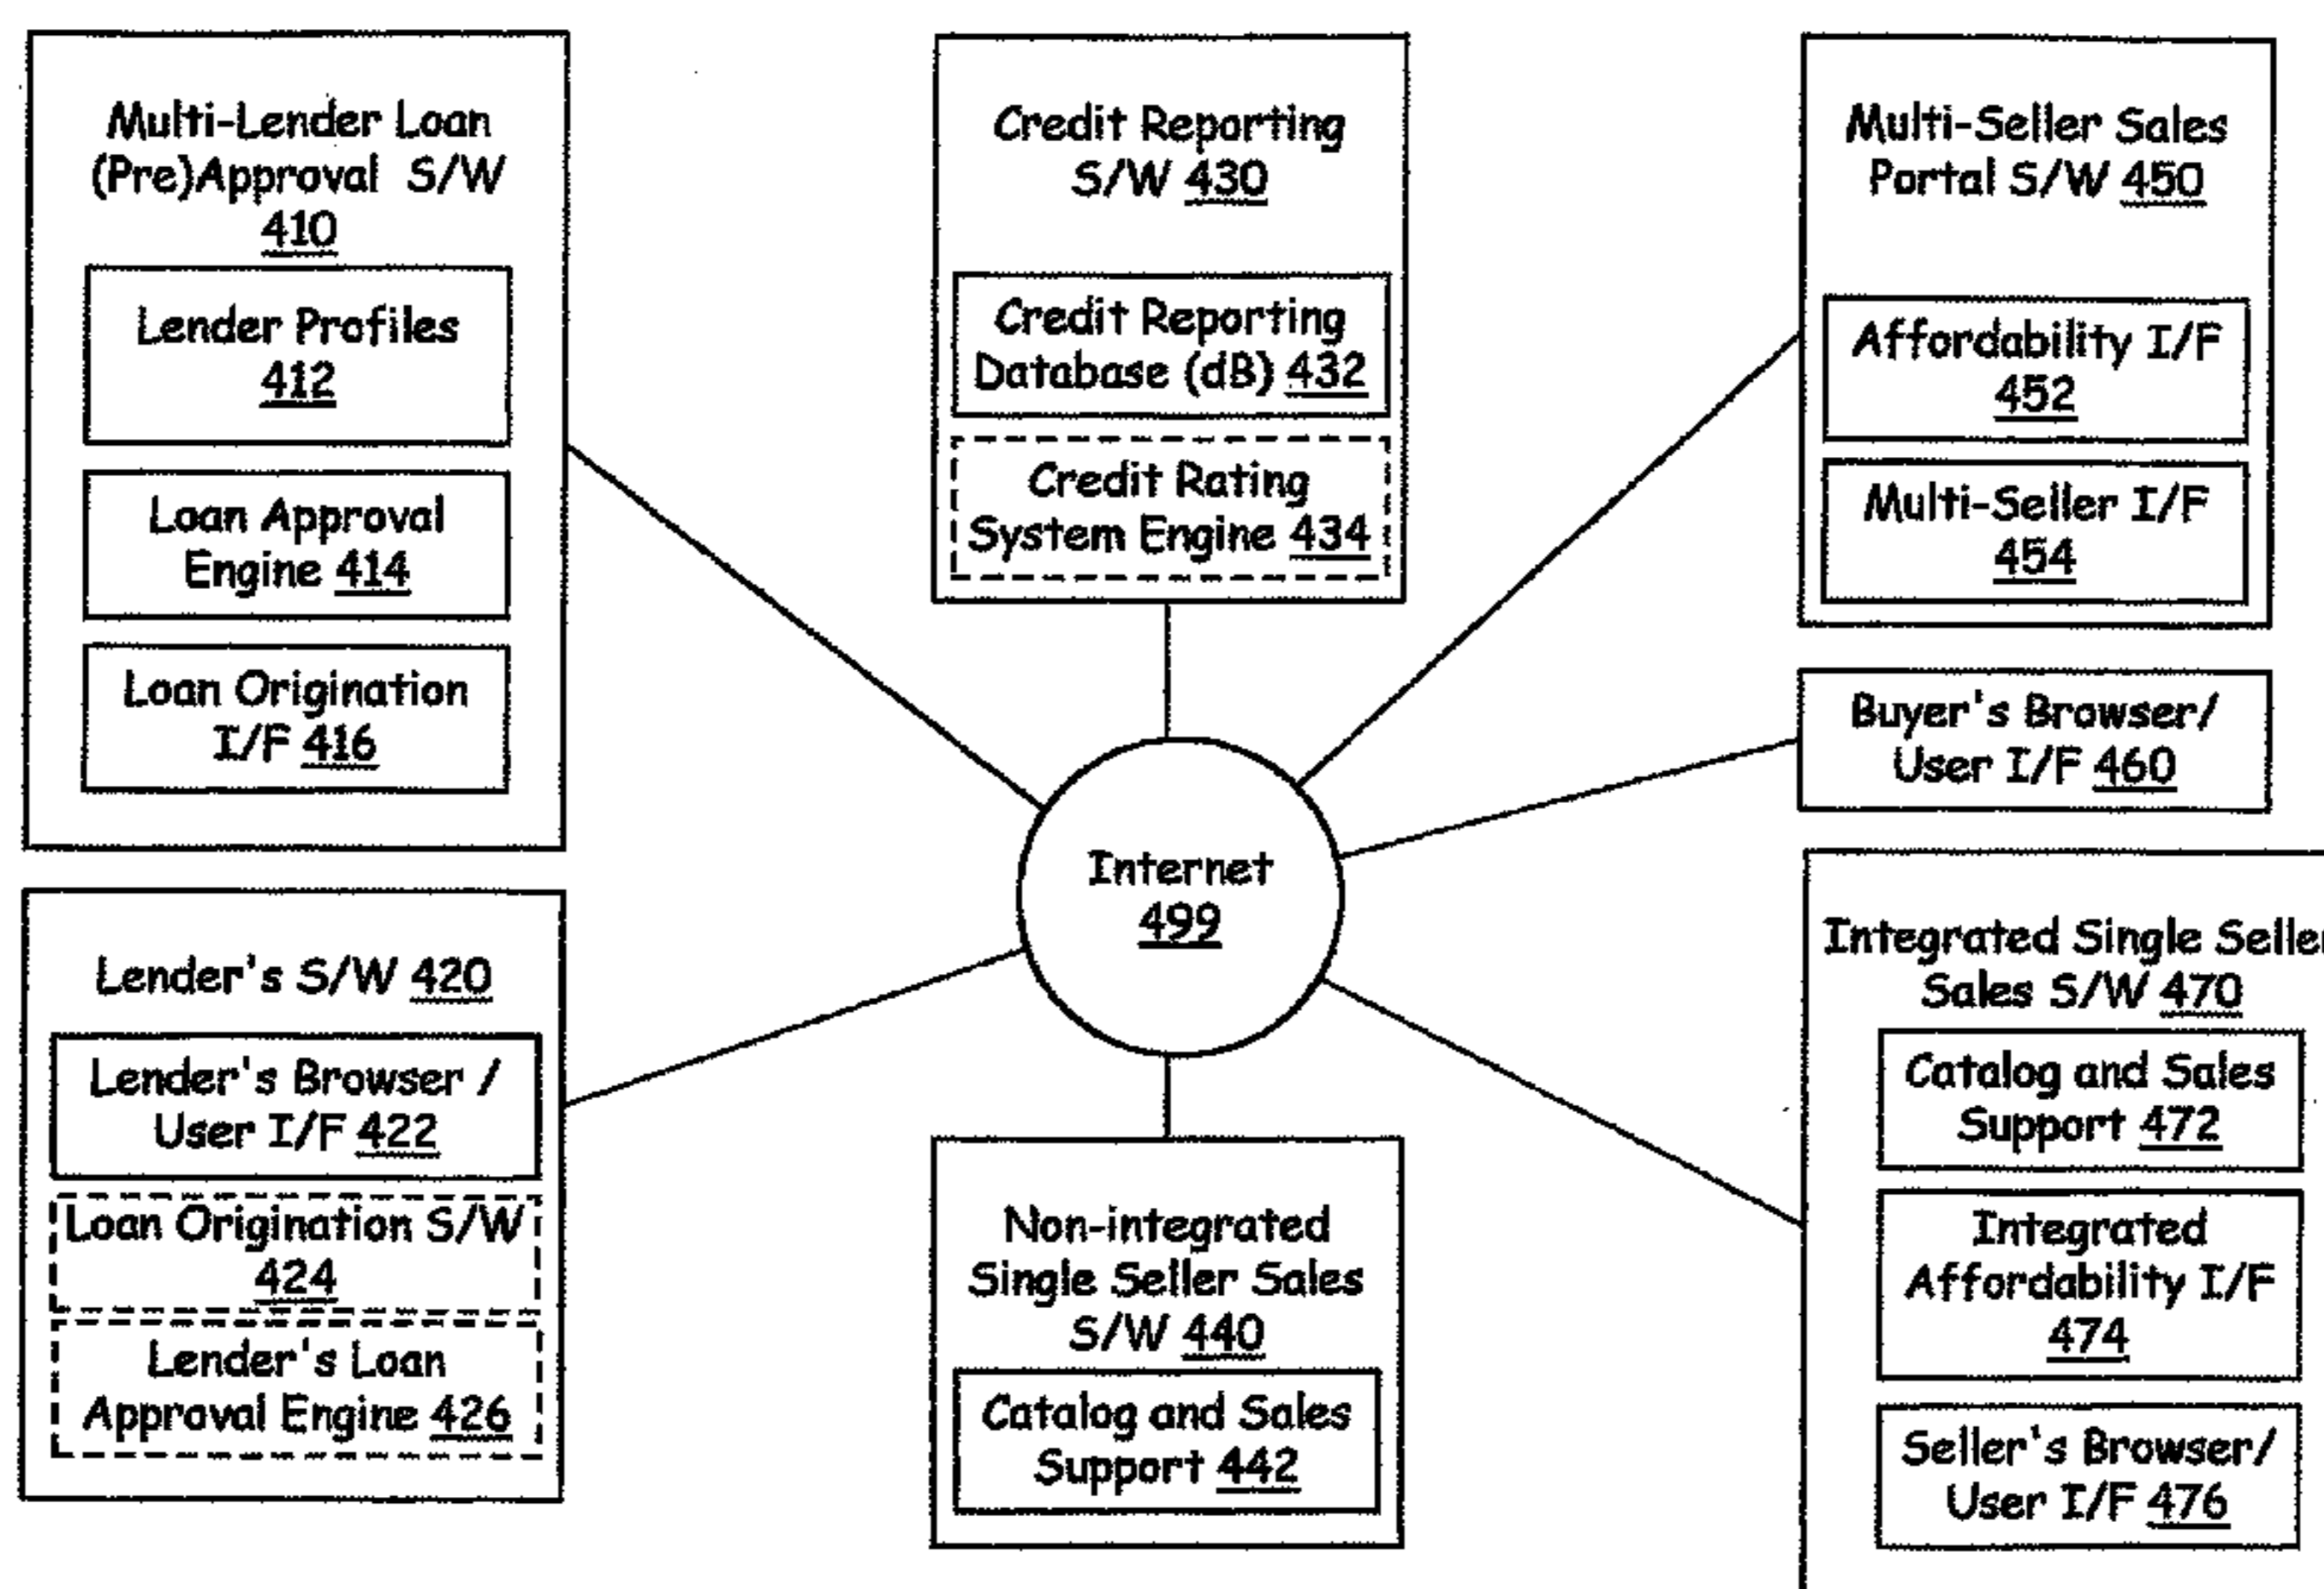 Multi-Lender Loan
(Pre)Approval S/W
410
Lender Profiles
412
Loan Approval
Engine 414
Loan Origination
I/F 416
Lender's S/W 420
Lender's Browser /
User I/F 422
Loan Origination S/W
424
Lender's Loan
Approval Engine 426
Credit Reporting
S/W 430
Credit Reporting
Database (dB) 432
Credit Rating
System Engine 434
Internet
499
Non-integrated
Single Seller Sales
S/W 440
Catalog and Sales
Support 442
Multi-Seller Sales
Portal S/W 450
Affordability I/F
452
Multi-Seller I/F
454
Buyer's Browser/
User I/F 460
Integrated Single Seller
Sales S/W 470
Catalog and Sales
Support 472
Integrated
Affordability I/F
474
Seller's Browser/
User I/F 476